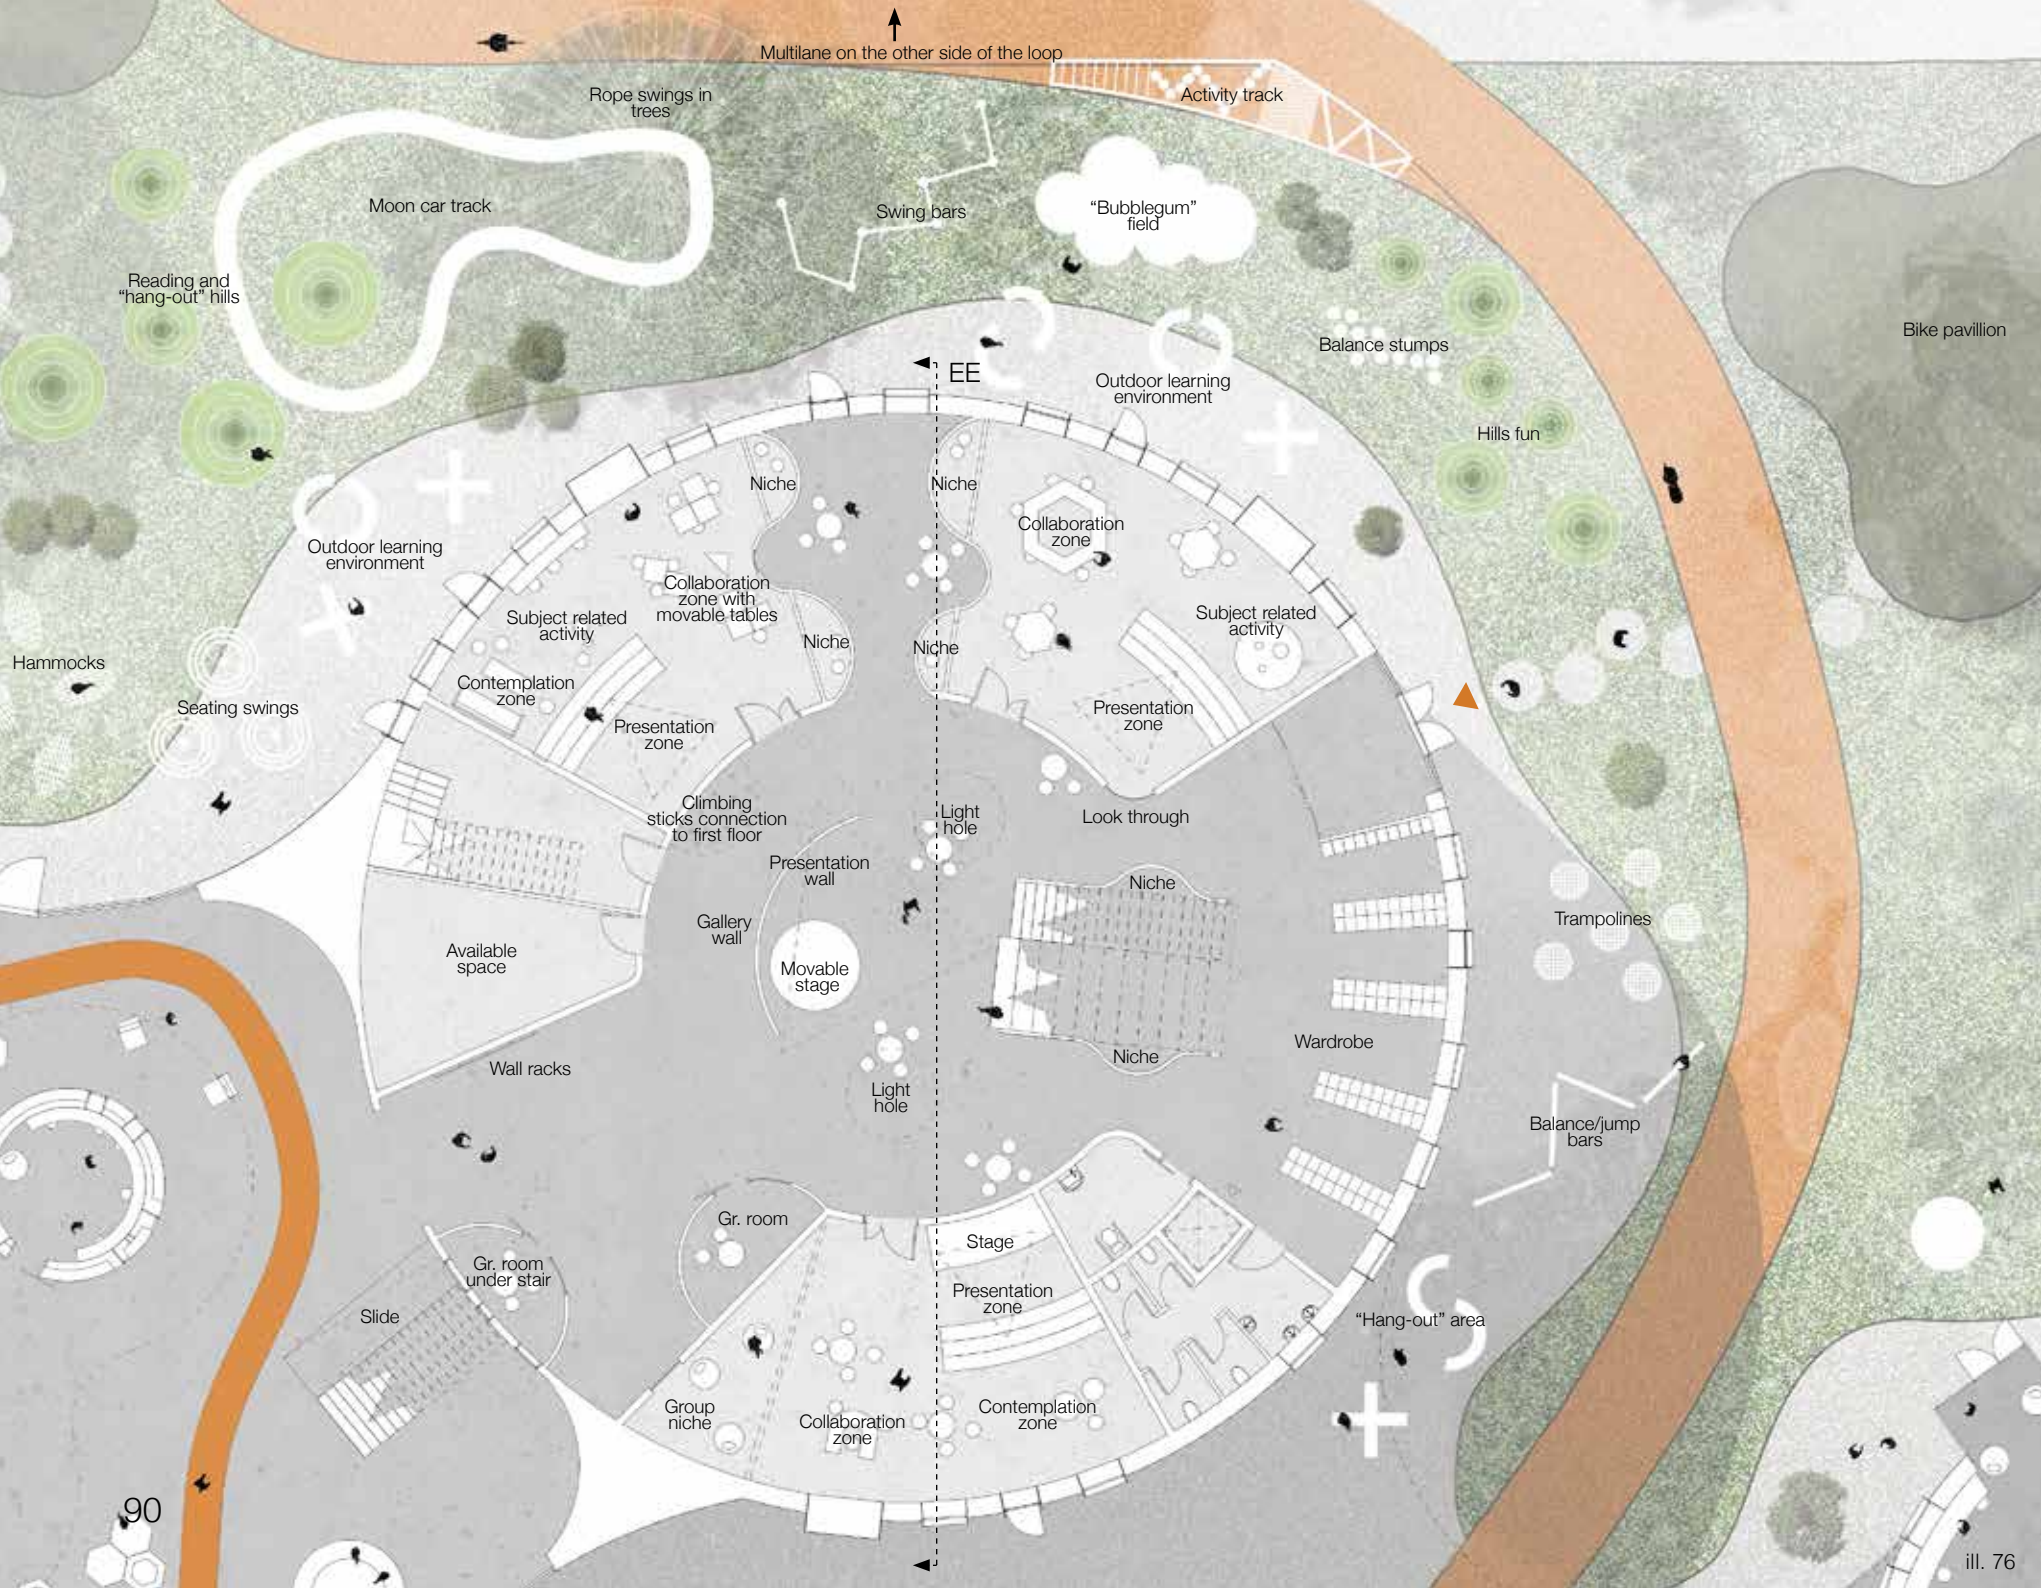 Multilane on the other side of the loop
Rope swings in
trees
Activity track
Moon car track
Swing bars
“Bubblegum”
field
Reading and
“hang-out” hills
Balance stumps
Bike pavillion
EE
Outdoor learning
environment
Hills fun
Niche
Niche
Collaboration
zone
Outdoor learning
environment
Collaboration
zone with
movable tables
Subject related
activity
Subject related
activity
Niche
Niche
Hammocks
Contemplation
zone
Seating swings
Presentation
zone
Presentation
zone
Climbing
sticks connection
to first floor
Light
hole
Look through
Presentation
wall
Niche
Gallery
wall
Trampolines
Available
space
Movable
stage
Wardrobe
Niche
Wall racks
Light
hole
Balance/jump
bars
Gr. room
Stage
Gr. room
under stair
Presentation
zone
Slide
“Hang-out” area
Group
niche
Collaboration
zone
Contemplation
zone
90
ill. 76